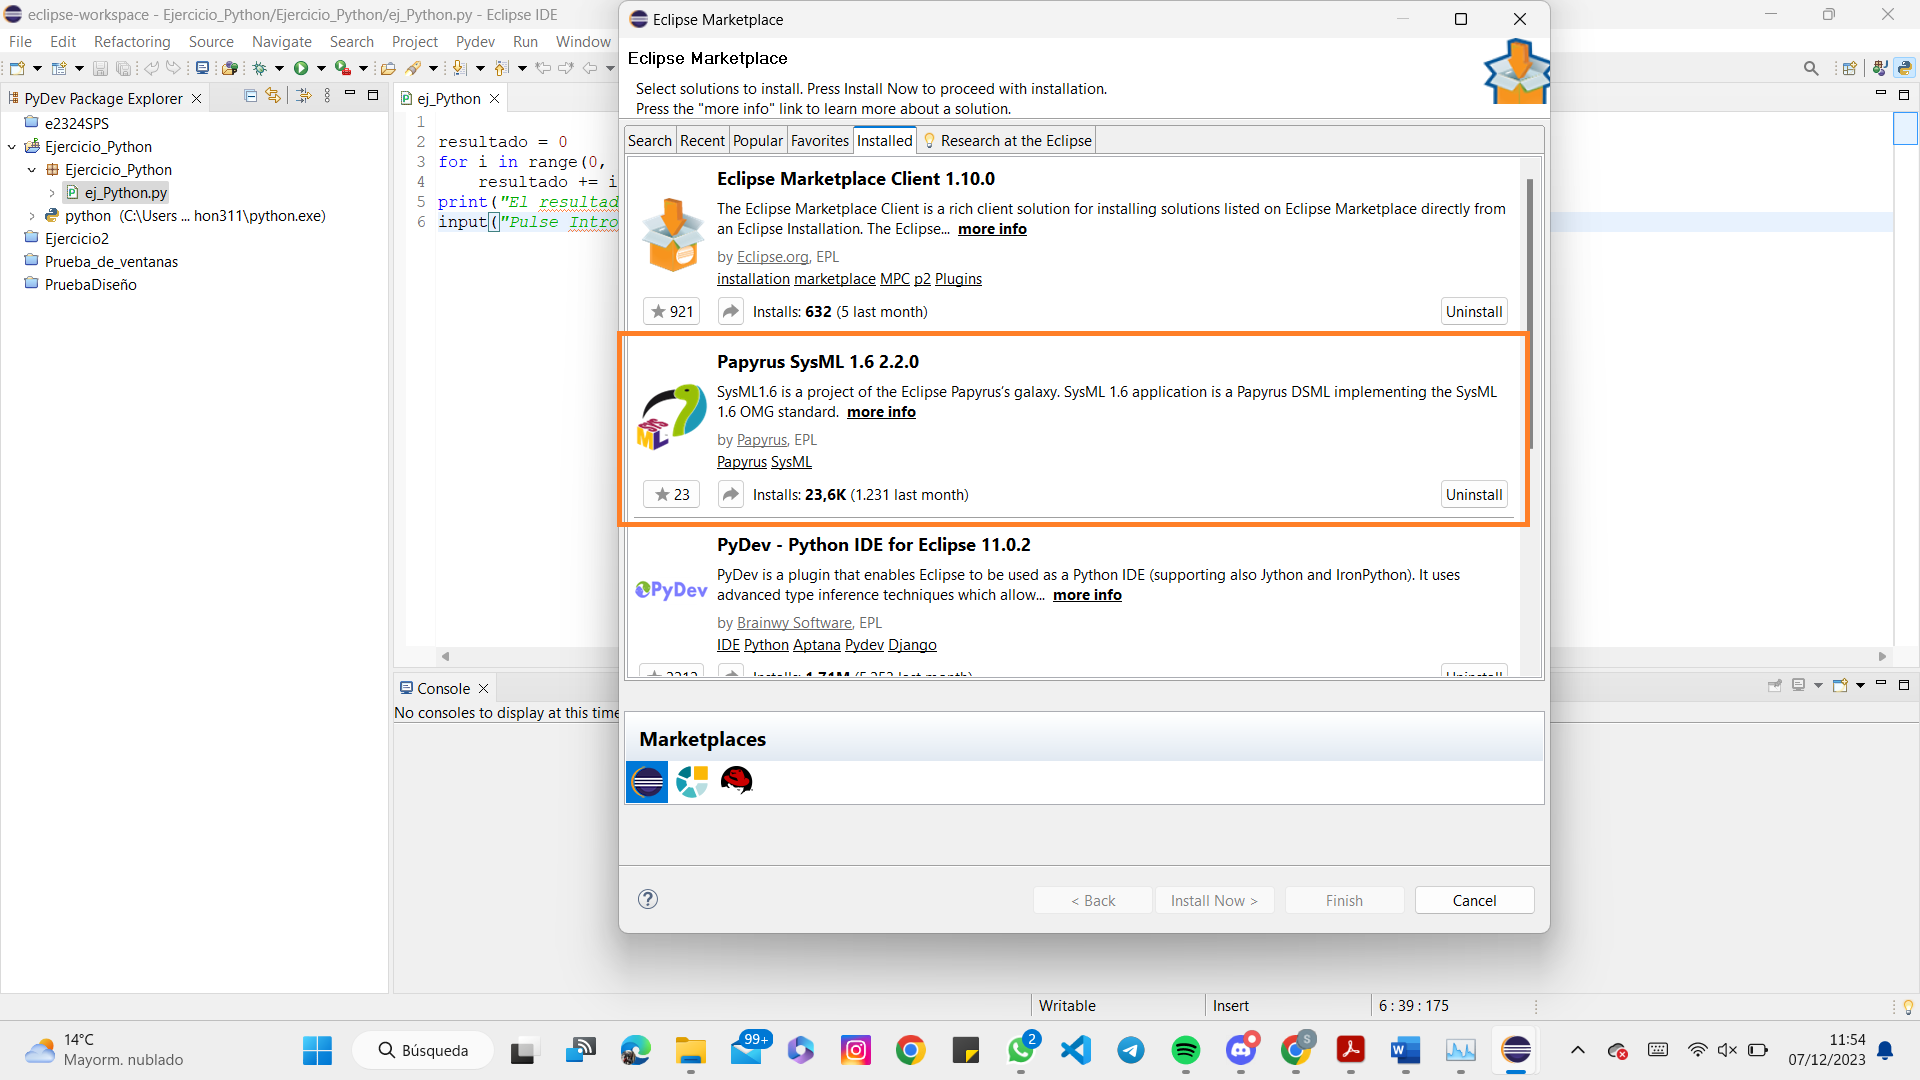 eclipse-workspace - Ejercicio_Python/Ejercicio_Python/ej_Python.py - Eclipse IDE
File Edit Refactoring Source Navigate Search Project Pydev Run Window
PyDev Package Explorer
e2324SPS
Ejercicio_Python
Ejercicio_Python
ej_Python.py
python (C:\Users ... hon311\python.exe)
Ejercicio2
Prueba_de_ventanas
PruebaDiseño
ej_Python
1
2 resultado = 0
3 for i in range(0,
4 resultado += i
5 print("El resultad
6 input("Pulse Intro
Console
No consoles to display at this time
Eclipse Marketplace
Eclipse Marketplace
Select solutions to install. Press Install Now to proceed with installation.
Press the "more info" link to learn more about a solution.
Search Recent Popular Favorites Installed Research at the Eclipse
Eclipse Marketplace Client 1.10.0
The Eclipse Marketplace Client is a rich client solution for installing solutions listed on Eclipse Marketplace directly from
an Eclipse Installation. The Eclipse... more info
by Eclipse.org, EPL
installation marketplace MPC p2 Plugins
921 Installs: 632 (5 last month) Uninstall
Papyrus SysML 1.6 2.2.0
SysML1.6 is a project of the Eclipse Papyrus's galaxy. SysML 1.6 application is a Papyrus DSML implementing the SysML
1.6 OMG standard. more info
by Papyrus, EPL
Papyrus SysML
23 Installs: 23,6K (1.231 last month) Uninstall
PyDev - Python IDE for Eclipse 11.0.2
PyDev PyDev is a plugin that enables Eclipse to be used as a Python IDE (supporting also Jython and IronPython). It uses
advanced type inference techniques which allow... more info
by Brainwy Software, EPL
IDE Python Aptana Pydev Django
Marketplaces
< Back Install Now > Finish Cancel
Writable Insert 6 : 39 : 175
14°C
Mayorm. nublado
Búsqueda
99+
2
S
11:54
07/12/2023